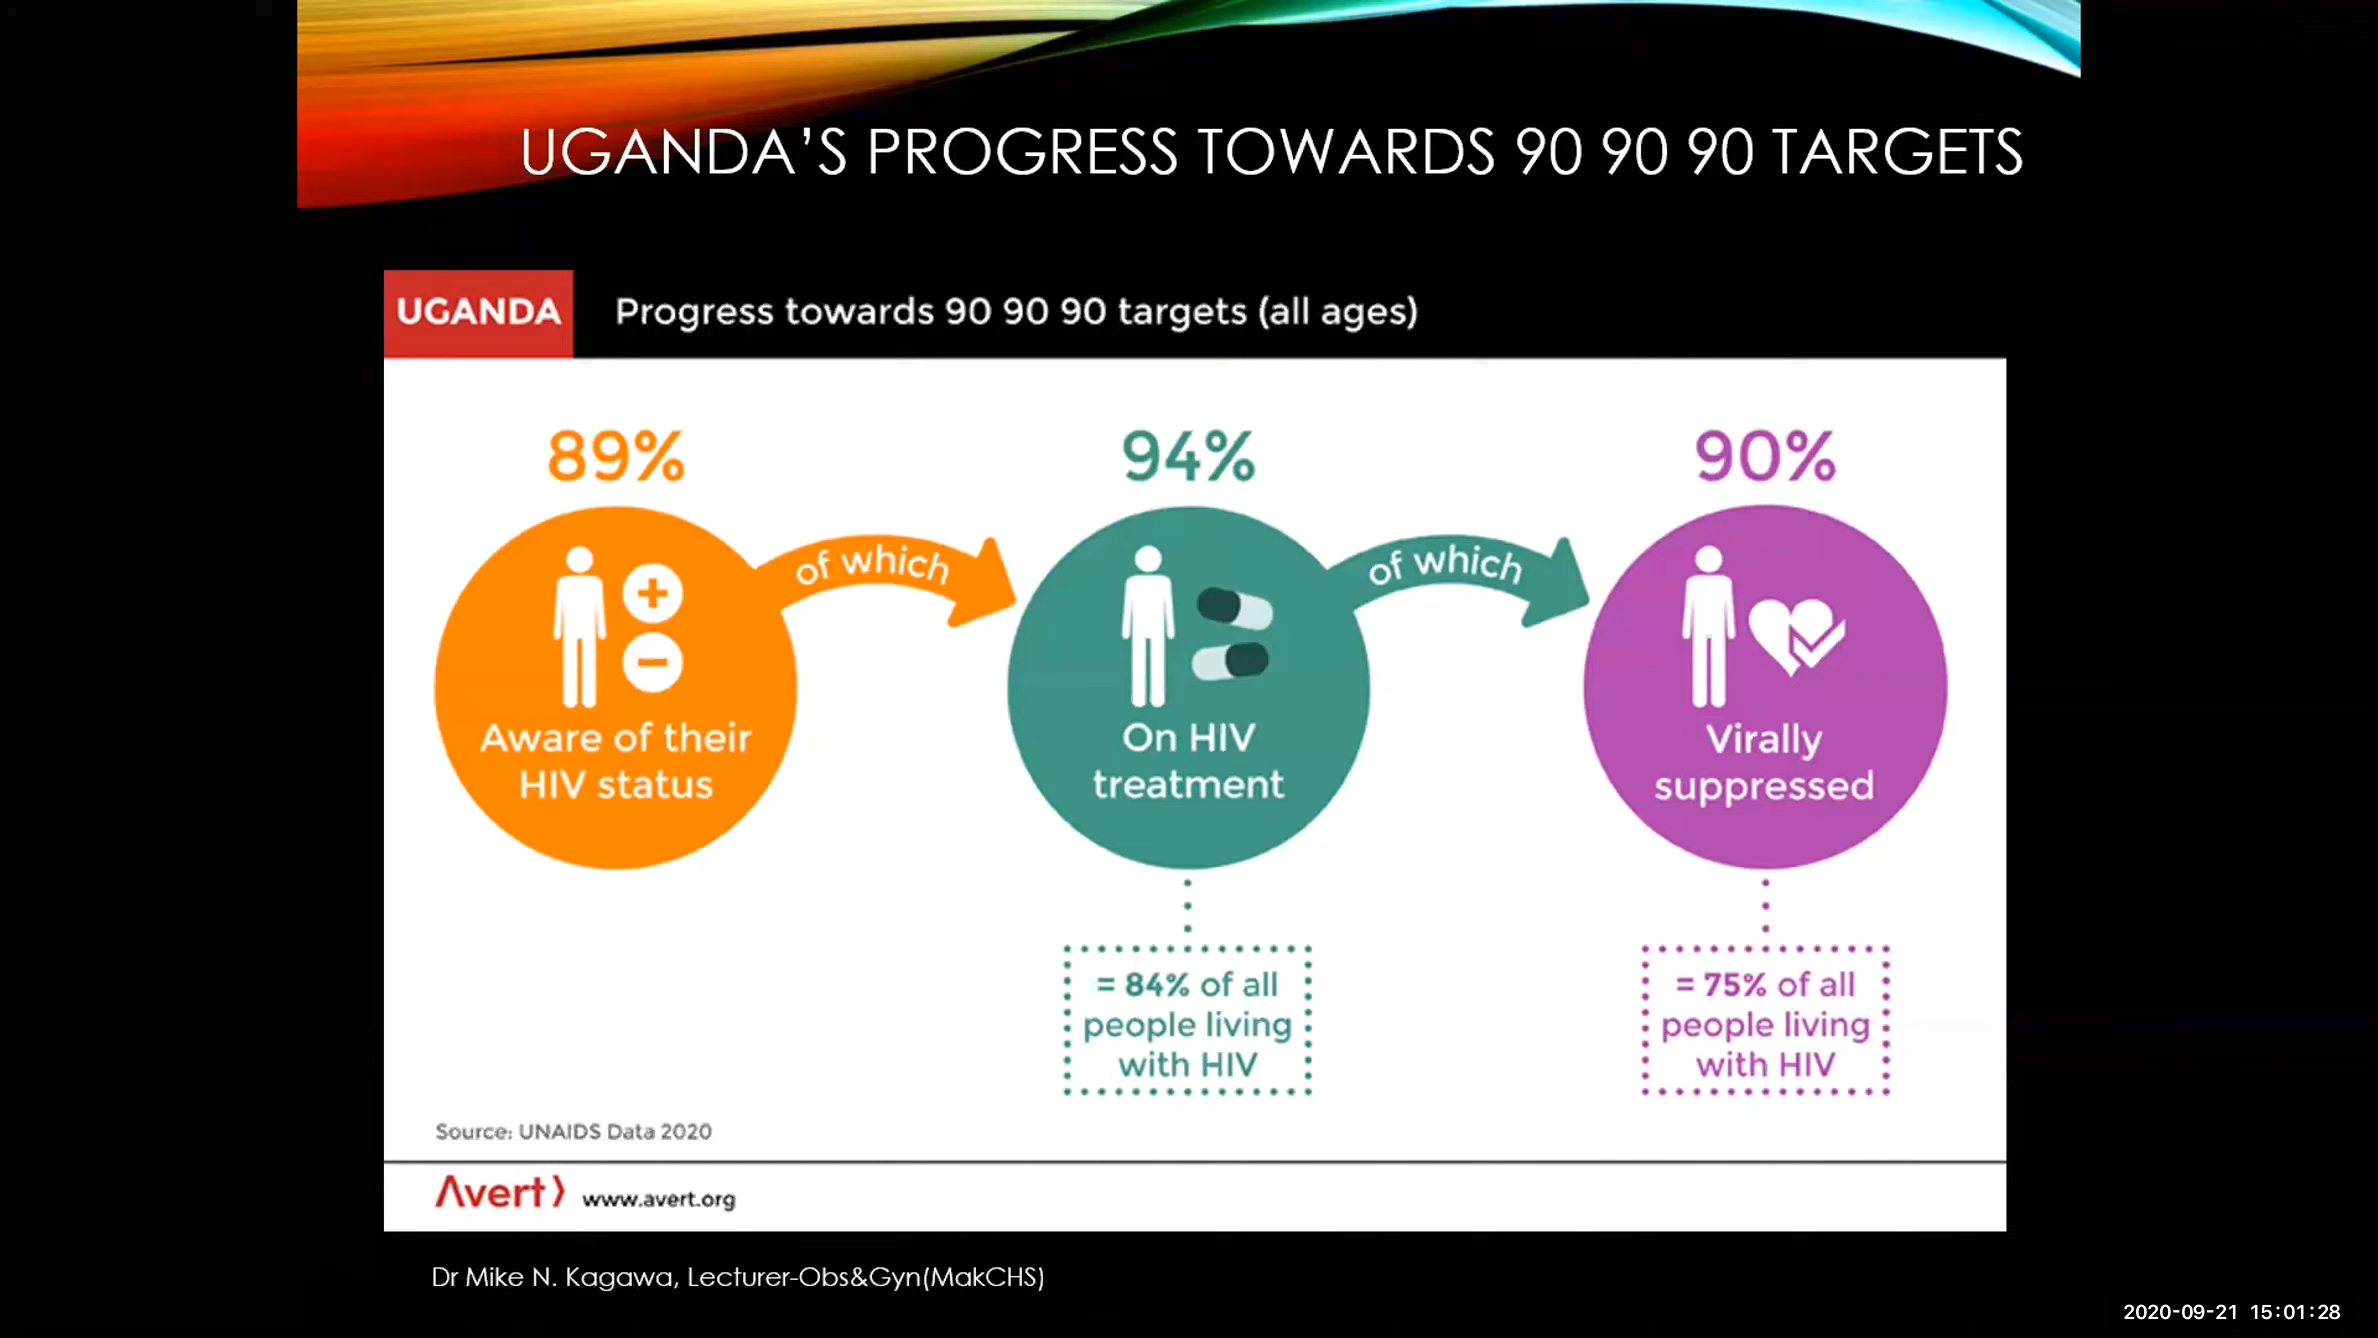 UGANDA'S PROGRESS TOWARDS 90 90 90 TARGETS
UGANDA
Progress towards 90 90 90 targets (all ages)
89%
Aware of their
HIV status
of which
94%
On HIV
treatment
= 84% of all
people living
with HIV
of which
90%
Virally
suppressed
= 75% of all
people living
with HIV
Source: UNAIDS Data 2020
Avert
www.avert.org
Dr Mike N. Kagawa, Lecturer-Obs&Gyn(MakCHS)
2020-09-21 15:01:28